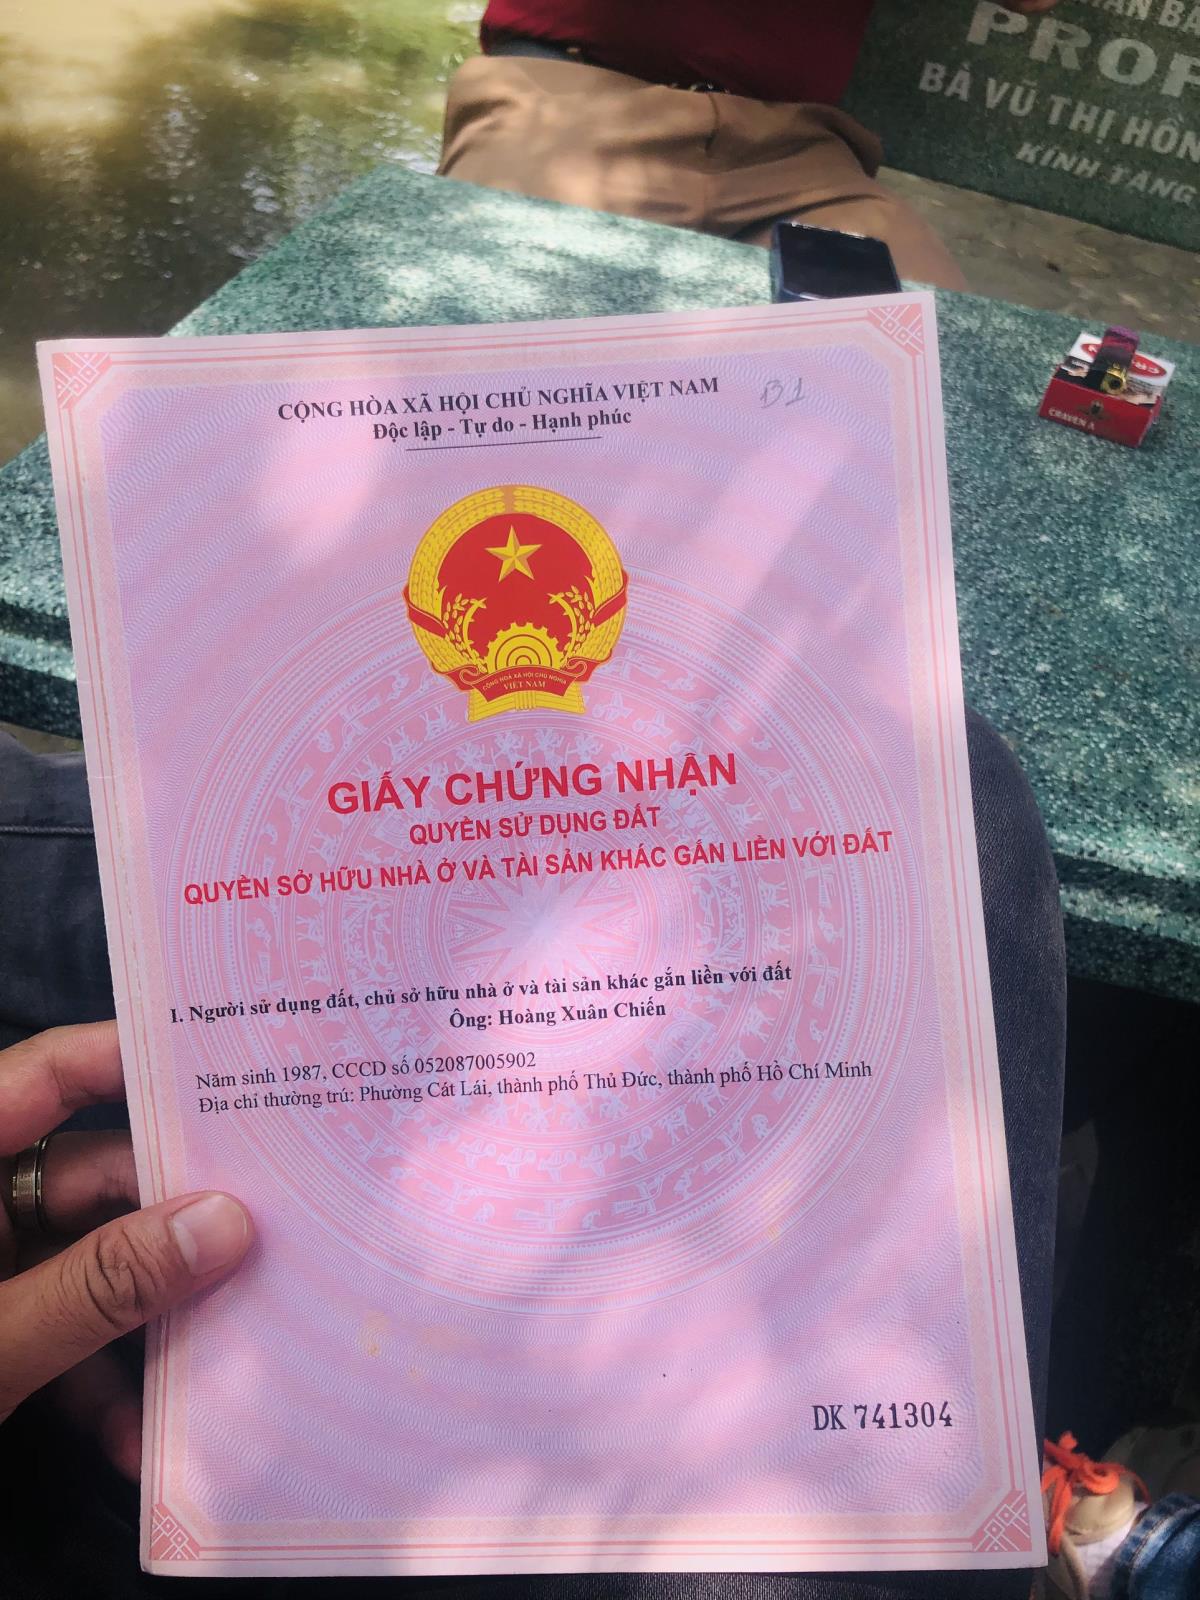 PROF
BÀ VŨ THỊ HỒN
KÍNH TẶNG
CỘNG HÒA XÃ HỘI CHỦ NGHĨA VIỆT NAM
B1
Độc lập - Tự do - Hạnh phúc
CRAVEN A
CỘNG HÒA XÃ HỘI CHỦ NGHĨA
VIỆT NAM
GIẤY CHỨNG NHẬN
QUYỀN SỬ DỤNG ĐẤT
QUYỀN SỞ HỮU NHÀ Ở VÀ TÀI SẢN KHÁC GẮN LIỀN VỚI ĐẤT
I. Người sử dụng đất, chủ sở hữu nhà ở và tài sản khác gắn liền với đất
Ông: Hoàng Xuân Chiến
Năm sinh 1987, CCCD số 052087005902
Địa chỉ thường trú: Phường Cát Lái, thành phố Thủ Đức, thành phố Hồ Chí Minh
DK 741304